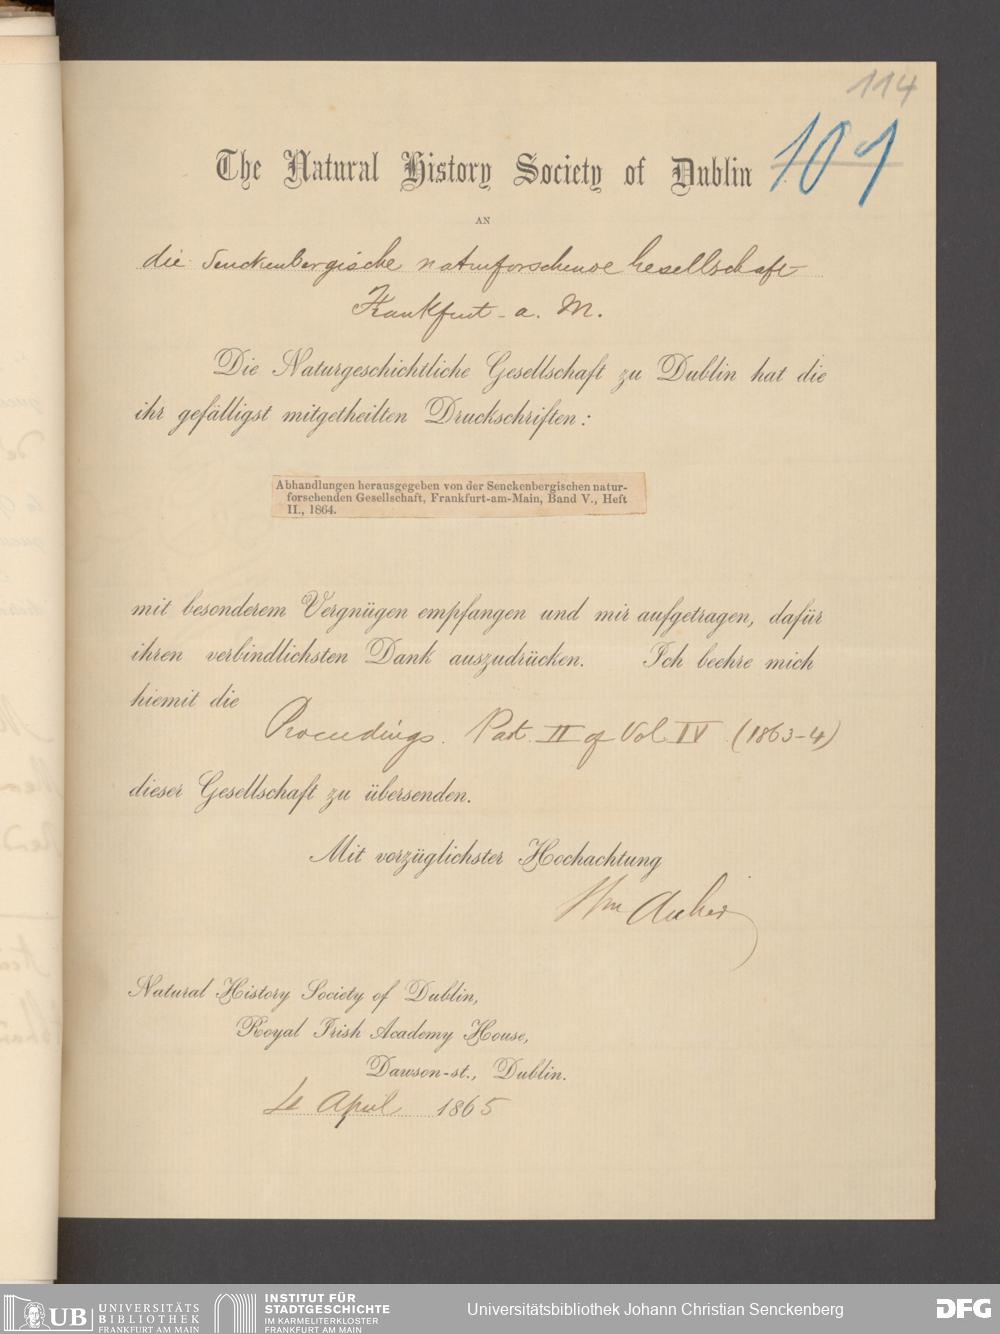 114
The Natural History Society of Dublin
101
AN
die Senckenbergische naturforschende Gesellschaft
Frankfurt - a. M.
Die Naturgeschichtliche Gesellschaft zu Dublin hat die
ihr gefälligst mitgetheilten Druckschriften:
Abhandlungen herausgegeben von der Senckenbergischen natur-
forschenden Gesellschaft, Frankfurt-am-Main, Band V., Heft
II., 1864.
mit besonderem Vergnügen empfangen und mir aufgetragen, dafür
ihren verbindlichsten Dank auszudrücken. Ich beehre mich
hiemit die
Proceedings. Part. II of Vol IV (1863-4)
dieser Gesellschaft zu übersenden.
Mit vorzüglichster Hochachtung
Wm Archer
Natural History Society of Dublin,
Royal Irish Academy House,
Dawson-st., Dublin.
April 1865
UB UNIVERSITÄTS
BIBLIOTHEK
FRANKFURT AM MAIN
INSTITUT FÜR
STADTGESCHICHTE
IM KARMELITERKLOSTER
FRANKFURT AM MAIN
Universitätsbibliothek Johann Christian Senckenberg
DFG